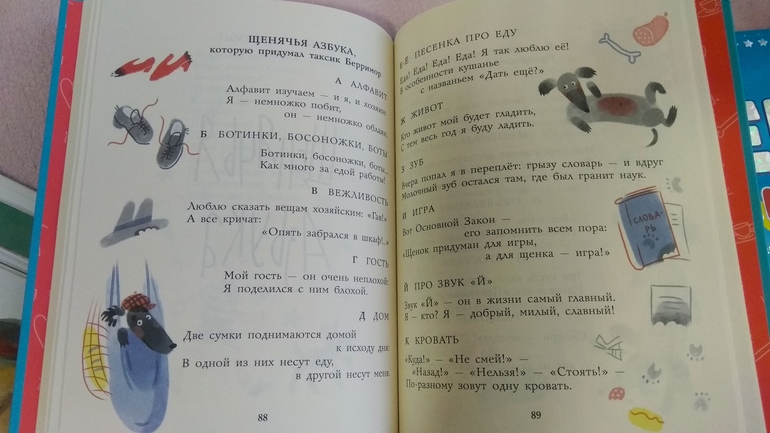 ЩЕНЯЧЬЯ АЗБУКА,
которую придумал таксик Берримор
А АЛФАВИТ
Алфавит изучаем — и я, и хозяин.
Я — немножко побит,
он — немножко облаян.
Б БОТИНКИ, БОСОНОЖКИ, БОТЫ
Ботинки, босоножки, боты...
Как много за едой работы!
В ВЕЖЛИВОСТЬ
Люблю сказать вещам хозяйским: «Гав!»
А все кричат:
«Опять забрался в шкаф!..»
Г ГОСТЬ
Мой гость — он очень неплохой:
Я поделился с ним блохой.
Д ДОМ
Две сумки поднимаются домой
к исходу дня:
В одной из них несут еду,
в другой несут меня.
88
Е-Ё ПЕСЕНКА ПРО ЕДУ
Еда! Еда! Еда! Еда! Я так люблю её!
В особенности кушанье
с названьем «Дать ещё?»
Ж ЖИВОТ
Кто живот мой будет гладить,
С тем весь год я буду ладить.
З ЗУБ
Вчера попал я в переплёт: грызу словарь — и вдруг
Молочный зуб остался там, где был гранит наук.
И ИГРА
Вот Основной Закон —
его запомнить всем пора:
«Щенок придуман для игры,
а для щенка — игра!»
СЛОВА-
РЬ
Й ПРО ЗВУК «Й»
Звук «Й» — он в жизни самый главный.
Я — кто? Я — добрый, милый, славный!
К КРОВАТЬ
«Куда!» — «Не смей!» —
«Назад!» — «Нельзя!» — «Стоять!» —
По-разному зовут одну кровать.
89